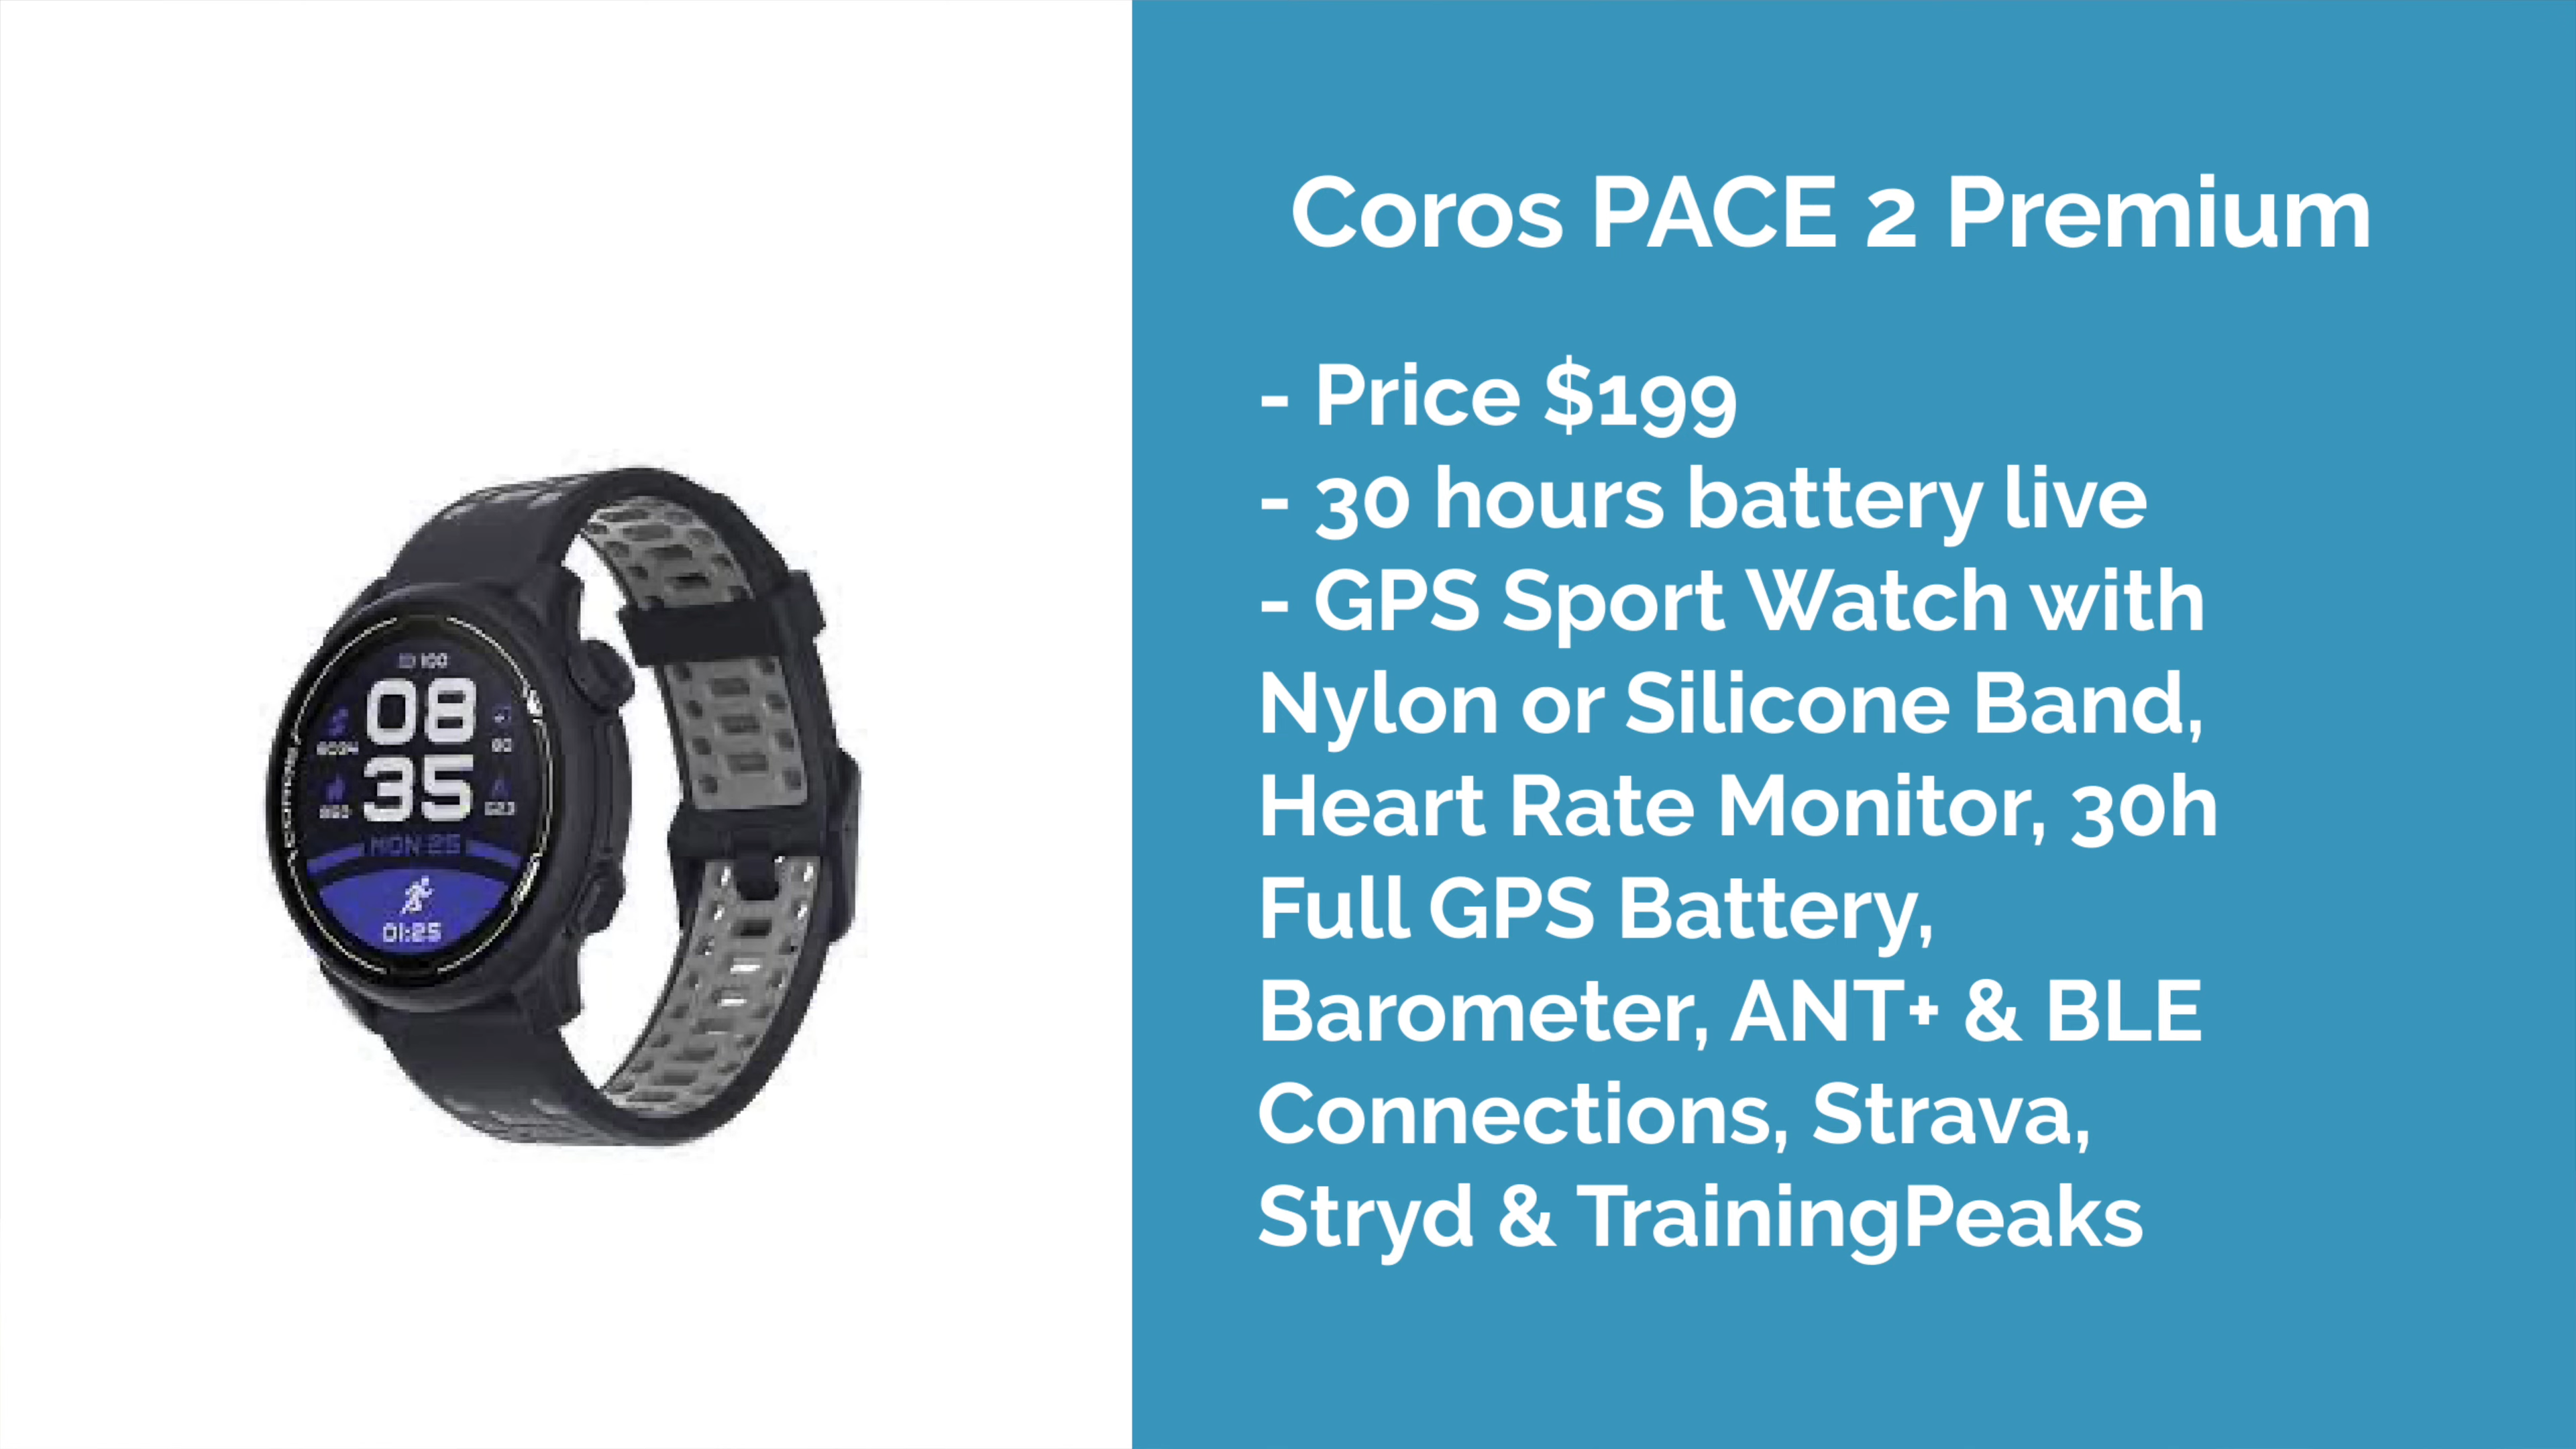 Coros PACE 2 Premium
- Price $199
- 30 hours battery live
- GPS Sport Watch with
Nylon or Silicone Band,
Heart Rate Monitor, 30h
Full GPS Battery,
Barometer, ANT+ & BLE
Connections, Strava,
Stryd & TrainingPeaks
100
08
35
MON 25
01:25
COROS